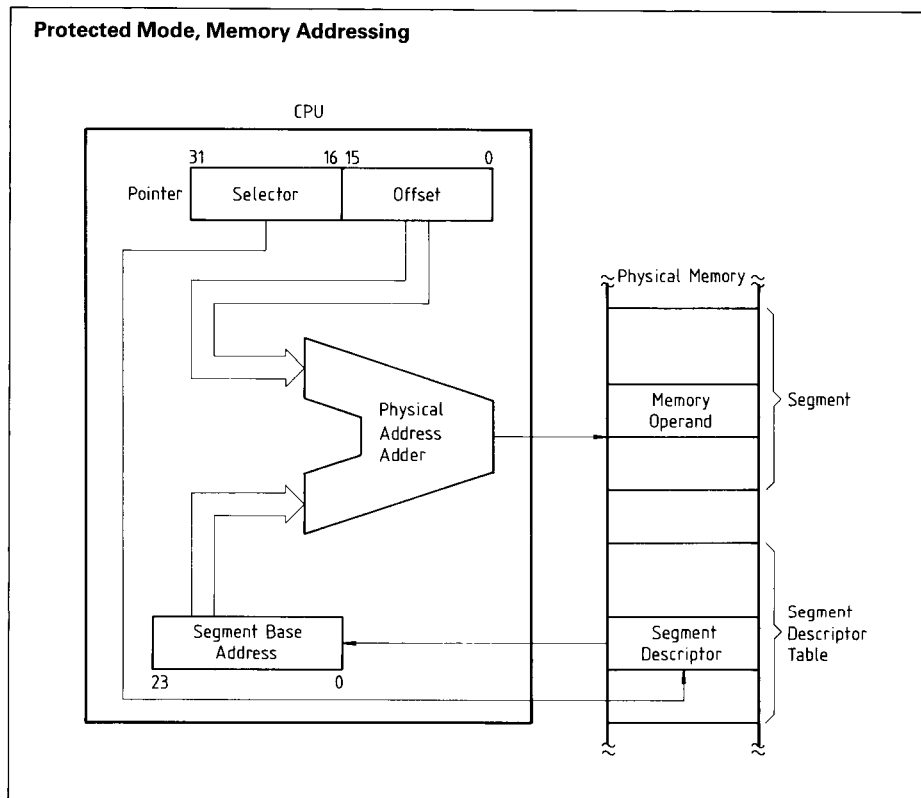 Protected Mode, Memory Addressing
CPU
31 16 15 0
Pointer Selector Offset
Physical Memory
Physical
Address
Adder
Memory
Operand
Segment
Segment Base
Address
23 0
Segment
Descriptor
Segment
Descriptor
Table